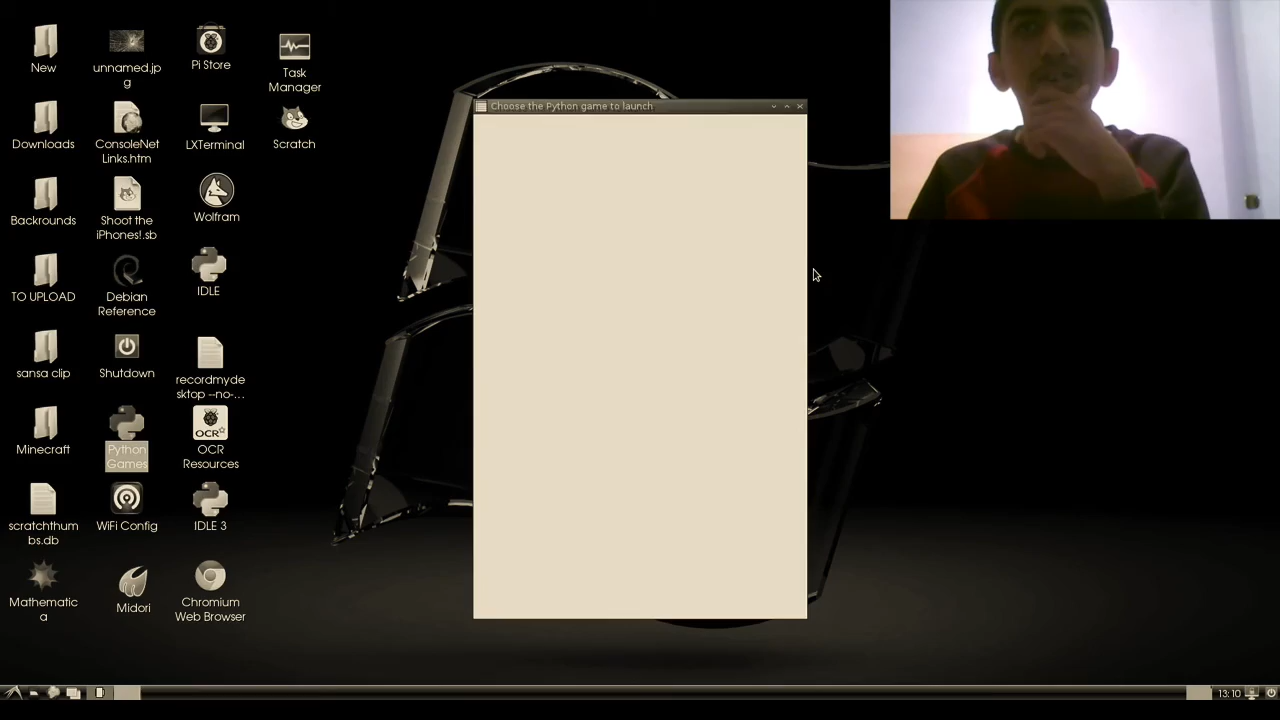 Choose the Python game to launch
New
unnamed.jp
g
Pi Store
Task
Manager
Downloads
ConsoleNet
Links.htm
LXTerminal
Scratch
Backrounds
Shoot the
iPhones!.sb
Wolfram
TO UPLOAD
Debian
Reference
IDLE
sansa clip
Shutdown
recordmyde
sktop --no-...
Minecraft
Python
Games
OCR
OCR
Resources
scratchthum
bs.db
WiFi Config
IDLE 3
Mathematic
a
Midori
Chromium
Web Browser
13:10